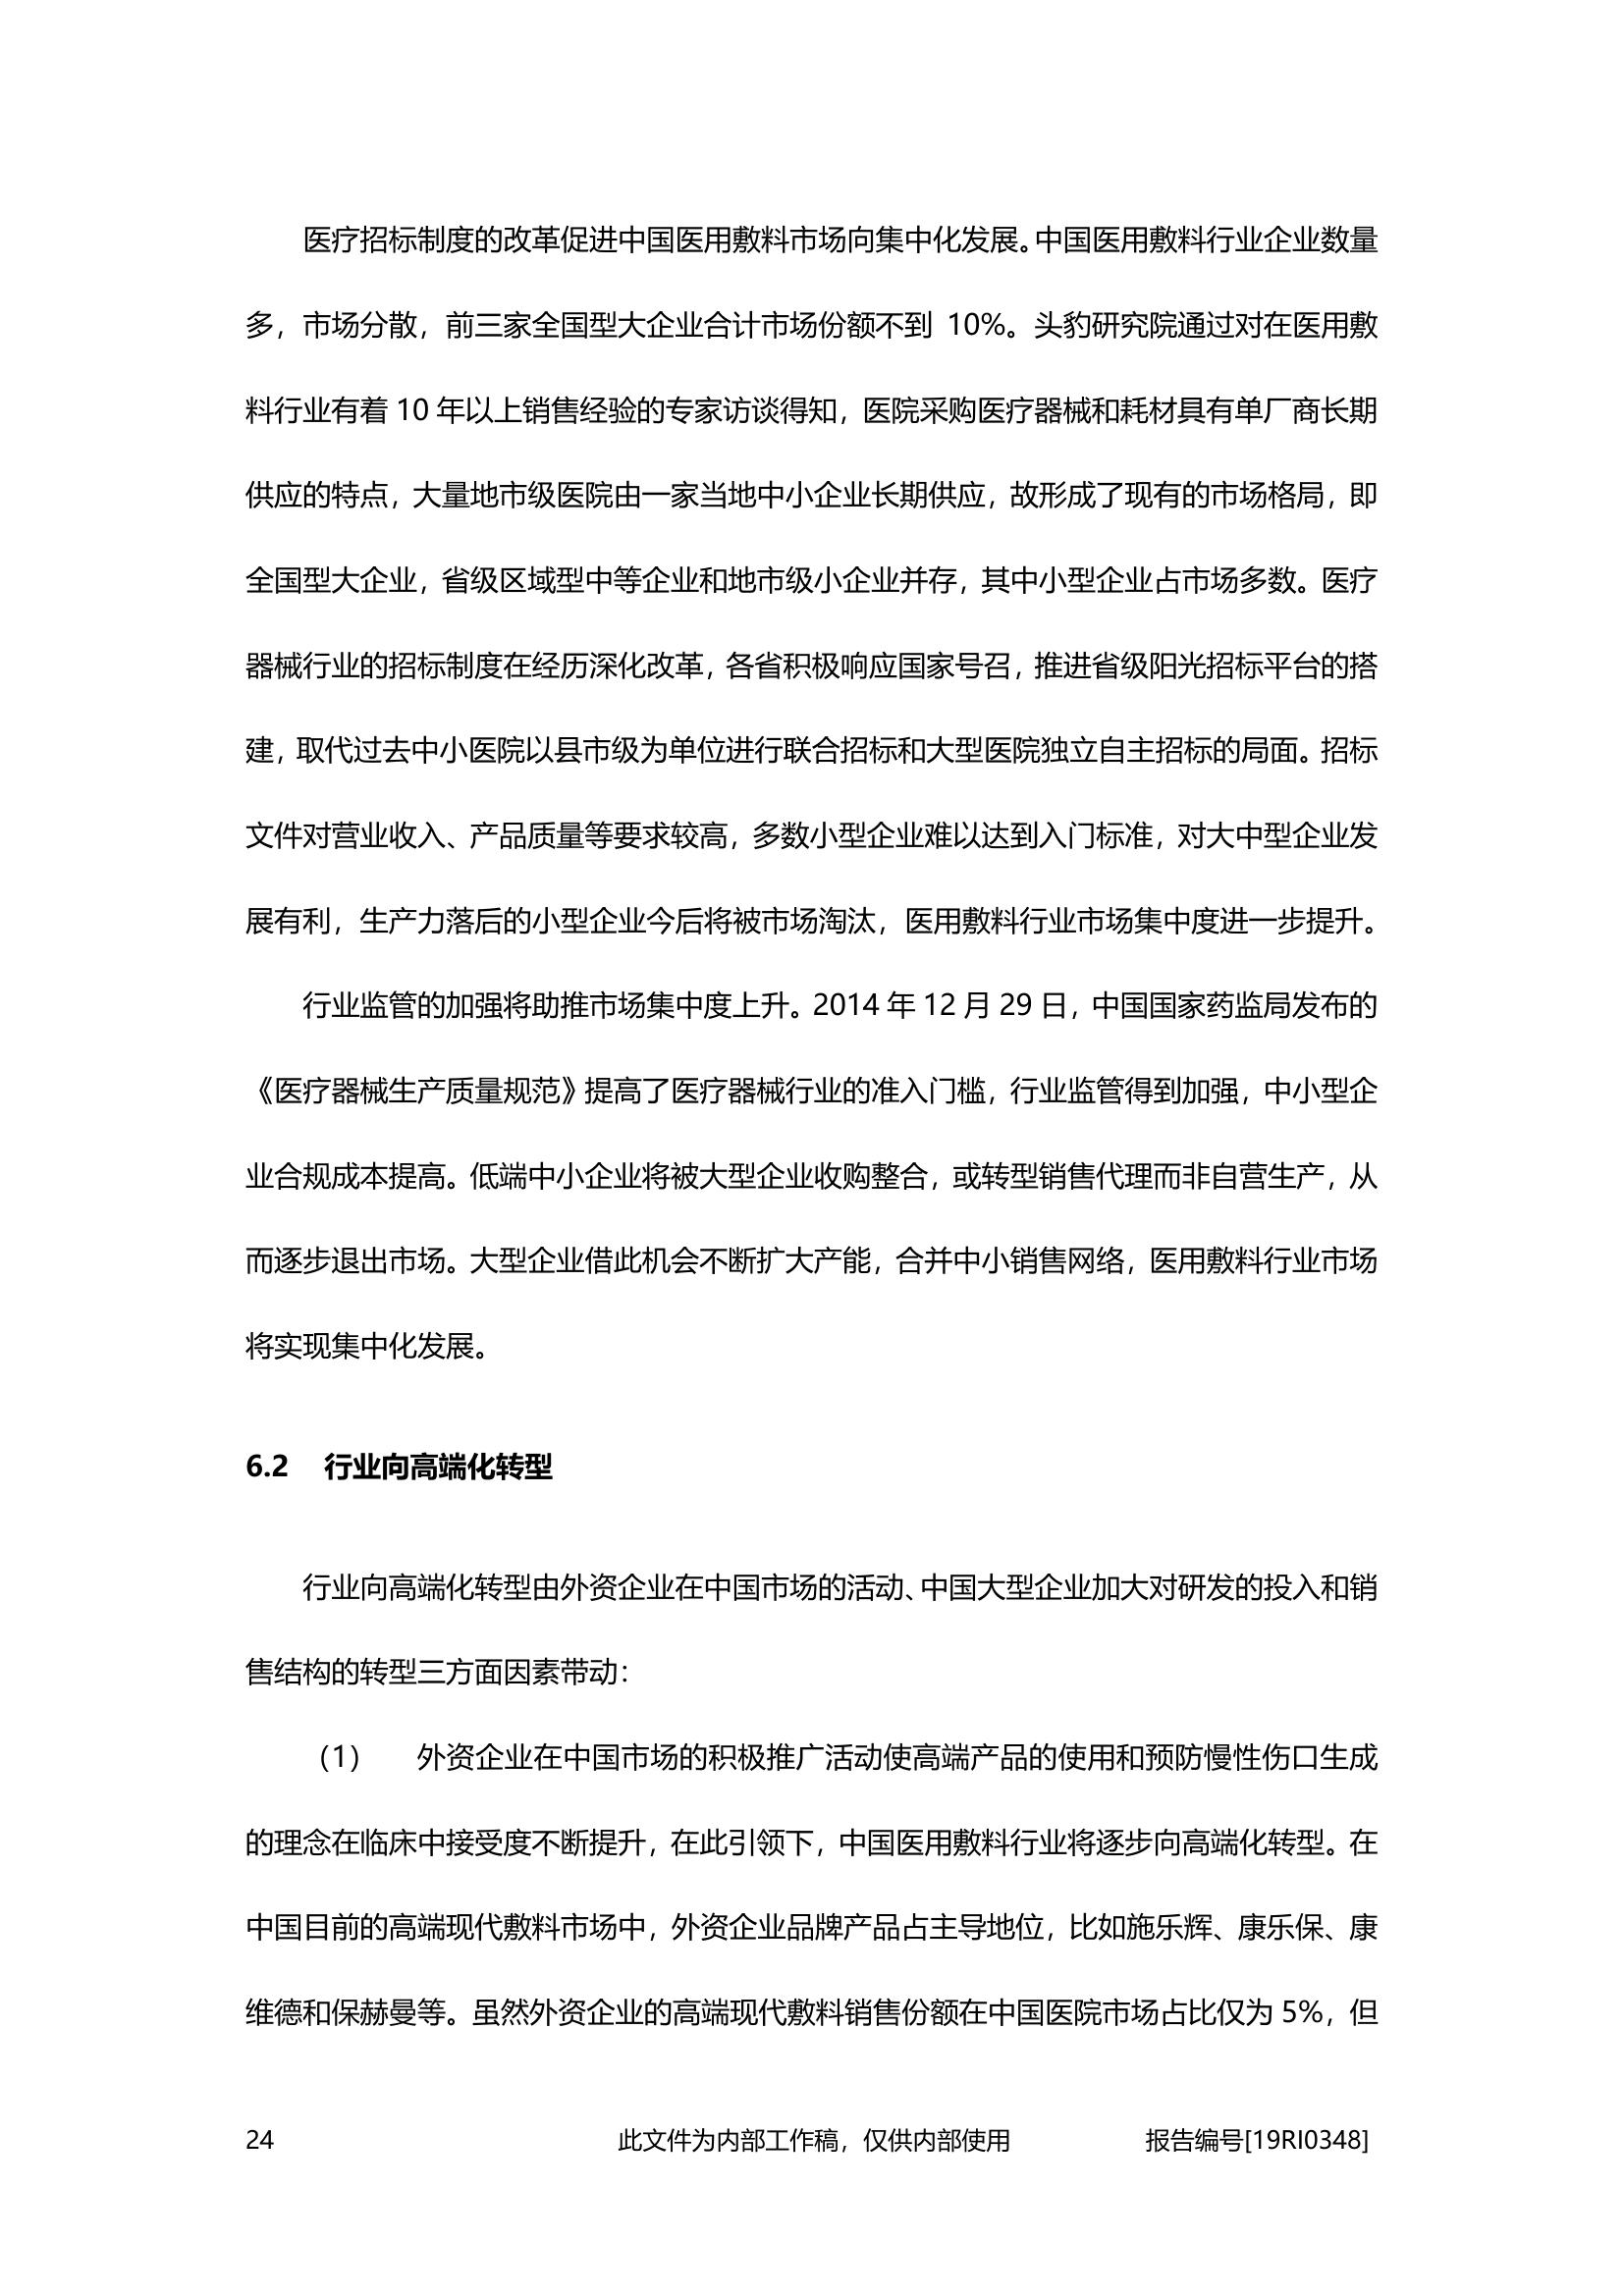 医疗招标制度的改革促进中国医用敷料市场向集中化发展。中国医用敷料行业企业数量
多，市场分散，前三家全国型大企业合计市场份额不到 10%。头豹研究院通过对在医用敷
料行业有着 10 年以上销售经验的专家访谈得知，医院采购医疗器械和耗材具有单厂商长期
供应的特点，大量地市级医院由一家当地中小企业长期供应，故形成了现有的市场格局，即
全国型大企业，省级区域型中等企业和地市级小企业并存，其中小型企业占市场多数。医疗
器械行业的招标制度在经历深化改革，各省积极响应国家号召，推进省级阳光招标平台的搭
建，取代过去中小医院以县市级为单位进行联合招标和大型医院独立自主招标的局面。招标
文件对营业收入、产品质量等要求较高，多数小型企业难以达到入门标准，对大中型企业发
展有利，生产力落后的小型企业今后将被市场淘汰，医用敷料行业市场集中度进一步提升。
行业监管的加强将助推市场集中度上升。2014 年 12 月 29 日，中国国家药监局发布的
《医疗器械生产质量规范》提高了医疗器械行业的准入门槛，行业监管得到加强，中小型企
业合规成本提高。低端中小企业将被大型企业收购整合，或转型销售代理而非自营生产，从
而逐步退出市场。大型企业借此机会不断扩大产能，合并中小销售网络，医用敷料行业市场
将实现集中化发展。
6.2 行业向高端化转型
行业向高端化转型由外资企业在中国市场的活动、中国大型企业加大对研发的投入和销
售结构的转型三方面因素带动：
（1） 外资企业在中国市场的积极推广活动使高端产品的使用和预防慢性伤口生成
的理念在临床中接受度不断提升，在此引领下，中国医用敷料行业将逐步向高端化转型。在
中国目前的高端现代敷料市场中，外资企业品牌产品占主导地位，比如施乐辉、康乐保、康
维德和保赫曼等。虽然外资企业的高端现代敷料销售份额在中国医院市场占比仅为 5%，但
24 此文件为内部工作稿，仅供内部使用 报告编号[19RI0348]